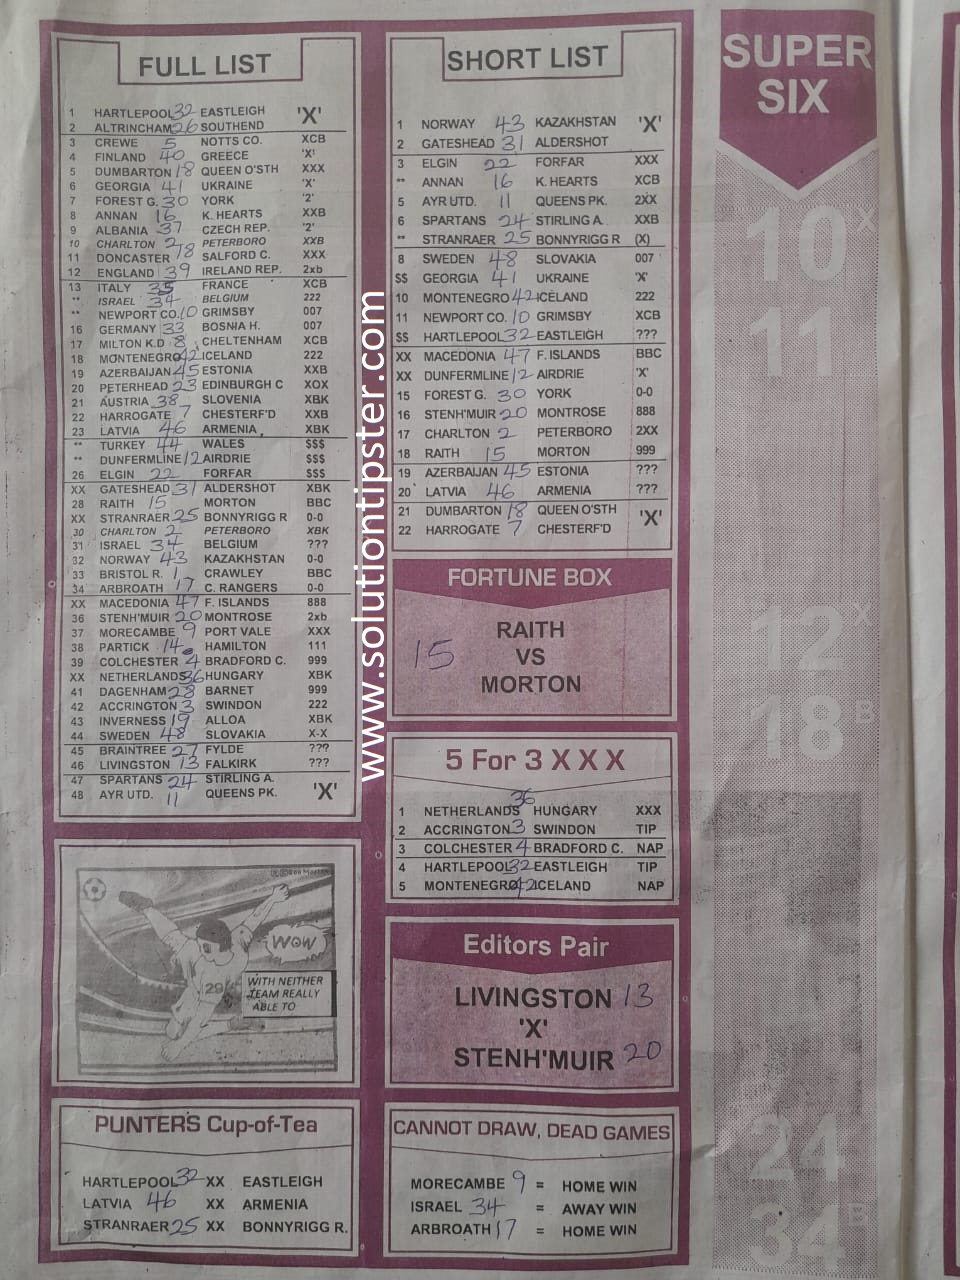 FULL LIST
1 HARTLEPOOL 32 EASTLEIGH 'X'
2 ALTRINCHAM 26 SOUTHEND
3 CREWE 5 NOTTS CO. XCB
4 FINLAND 40 GREECE 'X'
5 DUMBARTON 18 QUEEN O'STH XXX
6 GEORGIA 41 UKRAINE 'X'
7 FOREST G. 30 YORK '2'
8 ANNAN 16 K. HEARTS XXB
9 ALBANIA 37 CZECH REP. '2'
10 CHARLTON 2 PETERBORO XXB
11 DONCASTER 78 SALFORD C. XXX
12 ENGLAND 39 IRELAND REP. 2xb
13 ITALY 35 FRANCE XCB
** ISRAEL 34 BELGIUM 222
** NEWPORT CO. 10 GRIMSBY 007
16 GERMANY 33 BOSNIA H. 007
17 MILTON K.D 8 CHELTENHAM XCB
18 MONTENEGRO 42 ICELAND 222
19 AZERBAIJAN 45 ESTONIA XXB
20 PETERHEAD 23 EDINBURGH C XOX
21 AUSTRIA 38 SLOVENIA XBK
22 HARROGATE 7 CHESTERF'D XXB
23 LATVIA 46 ARMENIA XBK
** TURKEY 44 WALES $$$
** DUNFERMLINE 12 AIRDRIE $$$
26 ELGIN 22 FORFAR $$$
XX GATESHEAD 31 ALDERSHOT XBK
28 RAITH 15 MORTON BBC
XX STRANRAER 25 BONNYRIGG R 0-0
30 CHARLTON 2 PETERBORO XBK
31 ISRAEL 34 BELGIUM ???
32 NORWAY 43 KAZAKHSTAN 0-0
33 BRISTOL R. 1 CRAWLEY BBC
34 ARBROATH 17 C. RANGERS 0-0
XX MACEDONIA 47 F. ISLANDS 888
36 STENH'MUIR 20 MONTROSE 2xb
37 MORECAMBE 9 PORT VALE XXX
38 PARTICK 14 HAMILTON 111
39 COLCHESTER 4 BRADFORD C. 999
XX NETHERLANDS 36 HUNGARY XBK
41 DAGENHAM 28 BARNET 999
42 ACCRINGTON 3 SWINDON 222
43 INVERNESS 19 ALLOA XBK
44 SWEDEN 48 SLOVAKIA X-X
45 BRAINTREE 27 FYLDE ???
46 LIVINGSTON 13 FALKIRK ???
47 SPARTANS 24 STIRLING A.
48 AYR UTD. 11 QUEENS PK. 'X'
WOW
WITH NEITHER
TEAM REALLY
ABLE TO
29
PUNTERS Cup-of-Tea
HARTLEPOOL 32 XX EASTLEIGH
LATVIA 46 XX ARMENIA
STRANRAER 25 XX BONNYRIGG R.
www.solutiontipster.com
SHORT LIST
1 NORWAY 43 KAZAKHSTAN 'X'
2 GATESHEAD 31 ALDERSHOT
3 ELGIN 22 FORFAR XXX
** ANNAN 16 K. HEARTS XCB
5 AYR UTD. 11 QUEENS PK. 2XX
6 SPARTANS 24 STIRLING A. XXB
** STRANRAER 25 BONNYRIGG R (X)
8 SWEDEN 48 SLOVAKIA 007
$$ GEORGIA 41 UKRAINE 'X'
10 MONTENEGRO 42 ICELAND 222
11 NEWPORT CO. 10 GRIMSBY XCB
$$ HARTLEPOOL 32 EASTLEIGH ???
XX MACEDONIA 47 F. ISLANDS BBC
XX DUNFERMLINE 12 AIRDRIE 'X'
15 FOREST G. 30 YORK 0-0
16 STENH'MUIR 20 MONTROSE 888
17 CHARLTON 2 PETERBORO 2XX
18 RAITH 15 MORTON 999
19 AZERBAIJAN 45 ESTONIA ???
20 LATVIA 46 ARMENIA ???
21 DUMBARTON 18 QUEEN O'STH 'X'
22 HARROGATE 7 CHESTERF'D
FORTUNE BOX
RAITH
15 VS
MORTON
5 For 3 X X X
1 NETHERLANDS 36 HUNGARY XXX
2 ACCRINGTON 3 SWINDON TIP
3 COLCHESTER 4 BRADFORD C. NAP
4 HARTLEPOOL 32 EASTLEIGH TIP
5 MONTENEGRO 42 ICELAND NAP
Editors Pair
LIVINGSTON 13
'X'
STENH'MUIR 20
CANNOT DRAW, DEAD GAMES
MORECAMBE 9 = HOME WIN
ISRAEL 34 = AWAY WIN
ARBROATH 17 = HOME WIN
SUPER
SIX
10 X
11
12 X
18 B
24
34 B